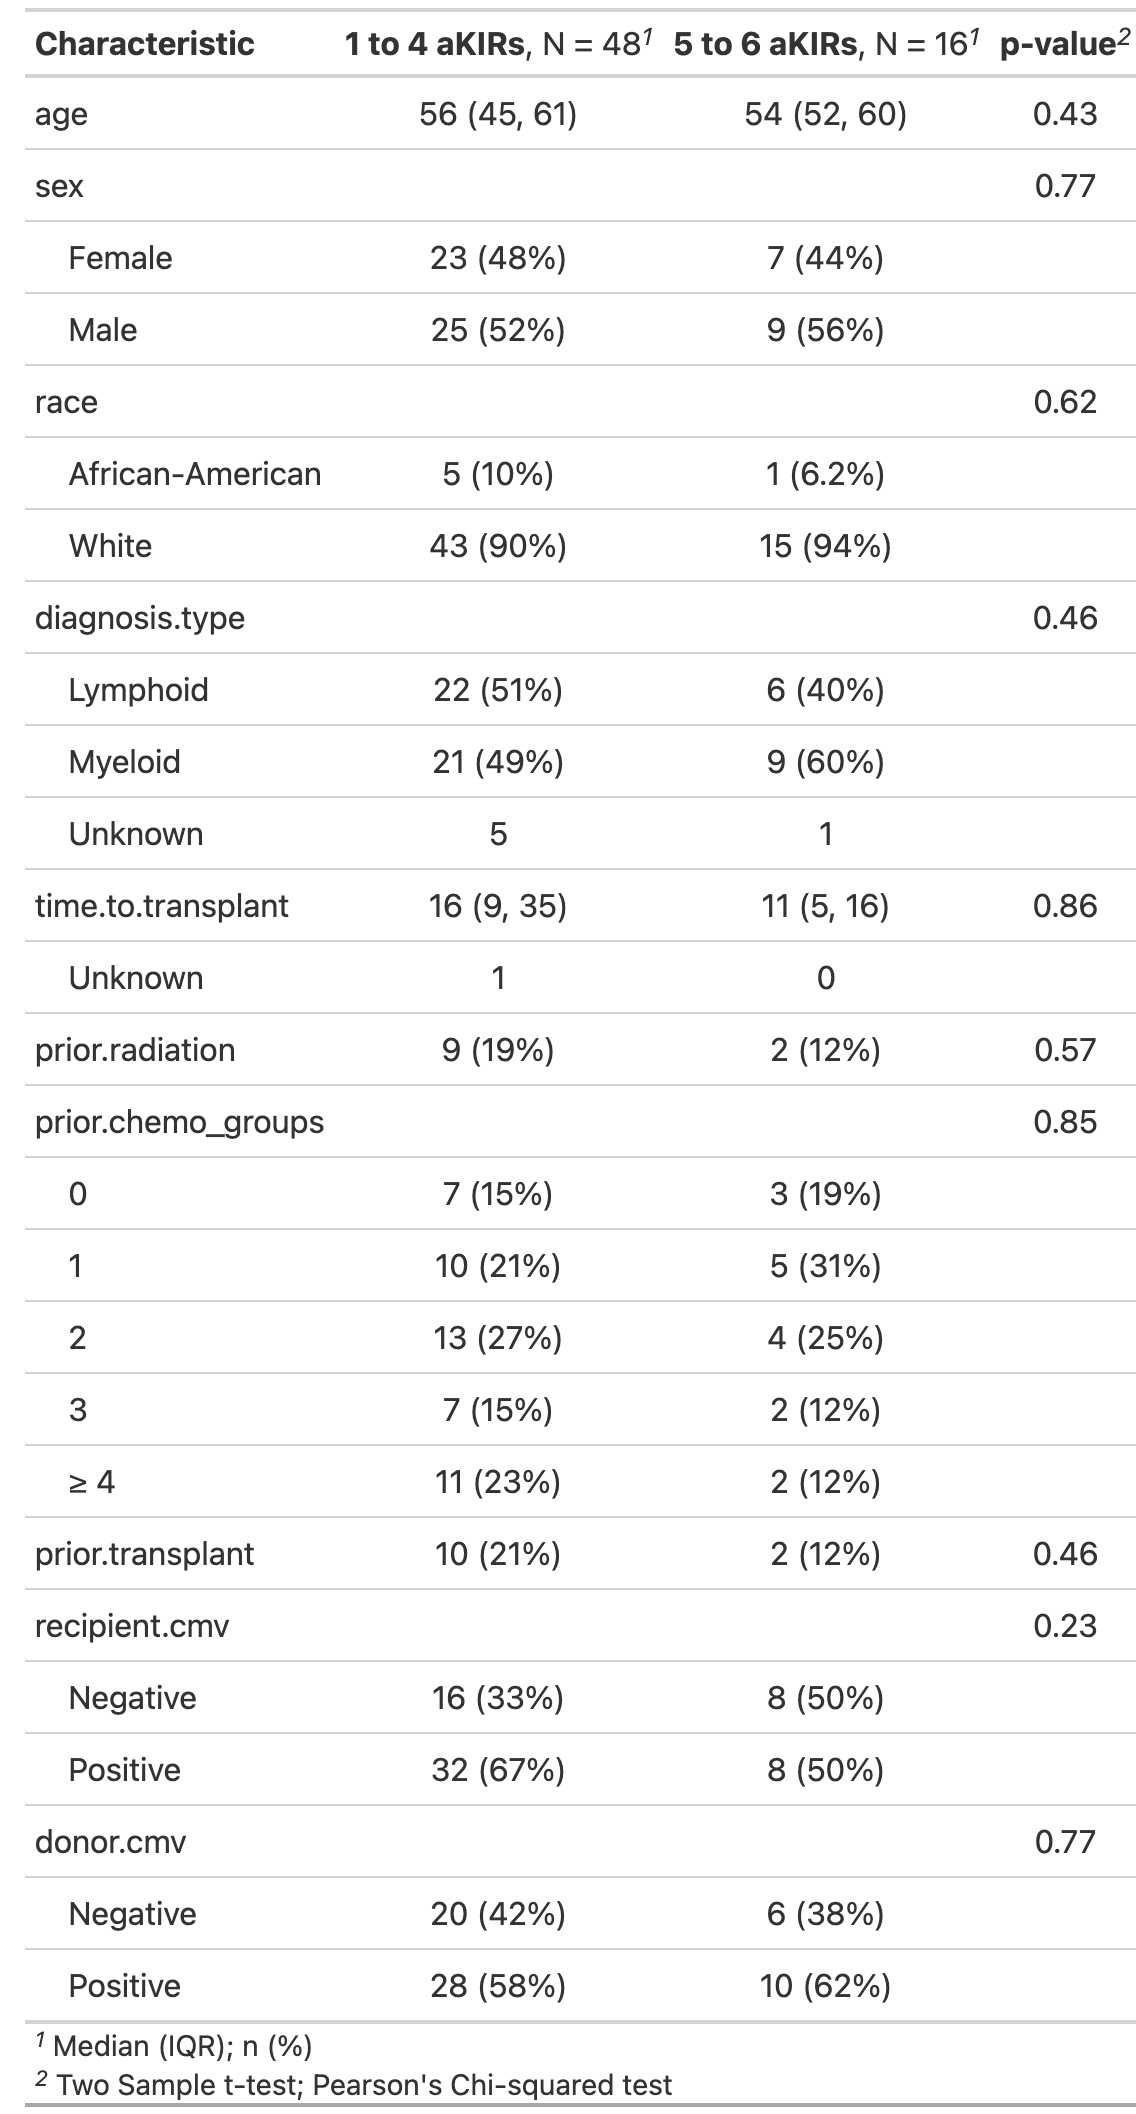 Characteristic 1 to 4 aKIRs, N = 48¹ 5 to 6 aKIRs, N = 16¹ p-value²
age 56 (45, 61) 54 (52, 60) 0.43
sex 0.77
Female 23 (48%) 7 (44%)
Male 25 (52%) 9 (56%)
race 0.62
African-American 5 (10%) 1 (6.2%)
White 43 (90%) 15 (94%)
diagnosis.type 0.46
Lymphoid 22 (51%) 6 (40%)
Myeloid 21 (49%) 9 (60%)
Unknown 5 1
time.to.transplant 16 (9, 35) 11 (5, 16) 0.86
Unknown 1 0
prior.radiation 9 (19%) 2 (12%) 0.57
prior.chemo_groups 0.85
0 7 (15%) 3 (19%)
1 10 (21%) 5 (31%)
2 13 (27%) 4 (25%)
3 7 (15%) 2 (12%)
≥ 4 11 (23%) 2 (12%)
prior.transplant 10 (21%) 2 (12%) 0.46
recipient.cmv 0.23
Negative 16 (33%) 8 (50%)
Positive 32 (67%) 8 (50%)
donor.cmv 0.77
Negative 20 (42%) 6 (38%)
Positive 28 (58%) 10 (62%)
¹ Median (IQR); n (%)
² Two Sample t-test; Pearson's Chi-squared test